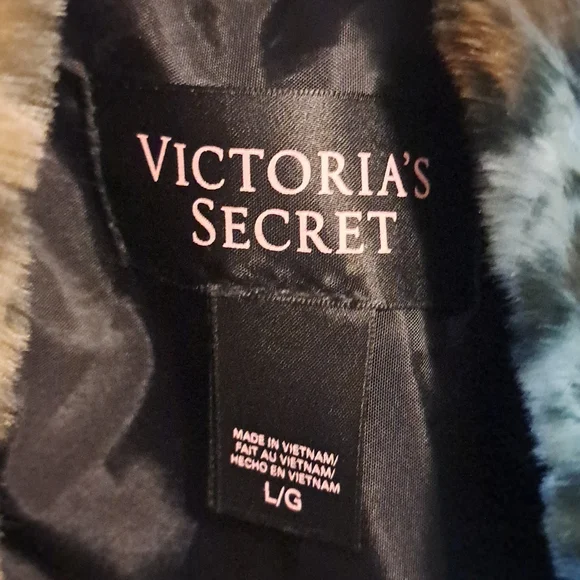 VICTORIA'S
SECRET
MADE IN VIETNAM/
FAIT AU VIETNAM/
HECHO EN VIETNAM
L/G